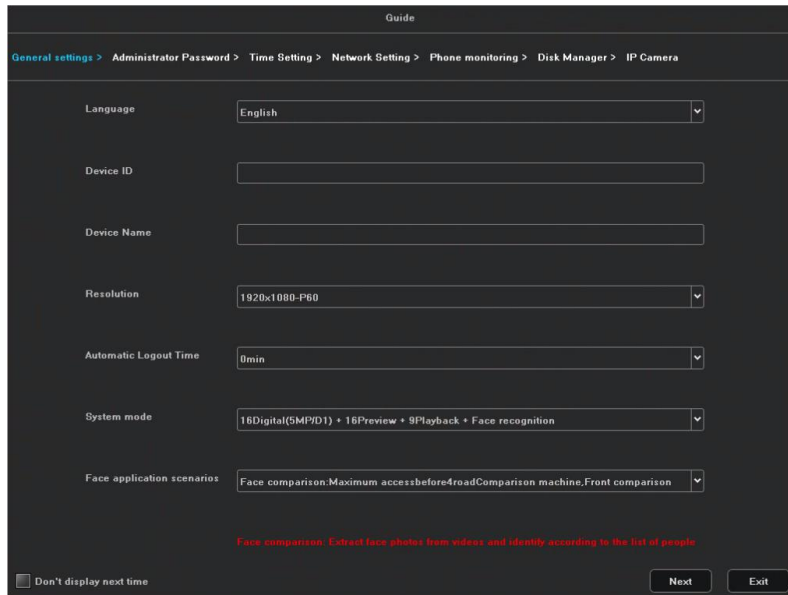 Guide
General settings > Administrator Password > Time Setting > Network Setting > Phone monitoring > Disk Manager > IP Camera
Language
English
Device ID
Device Name
Resolution
1920x1080-P60
Automatic Logout Time
0min
System mode
16Digital(5MP/D1) + 16Preview + 9Playback + Face recognition
Face application scenarios
Face comparison:Maximum accessbefore4roadComparison machine,Front comparison
Face comparison: Extract face photos from videos and identify according to the list of people
Don't display next time
Next
Exit